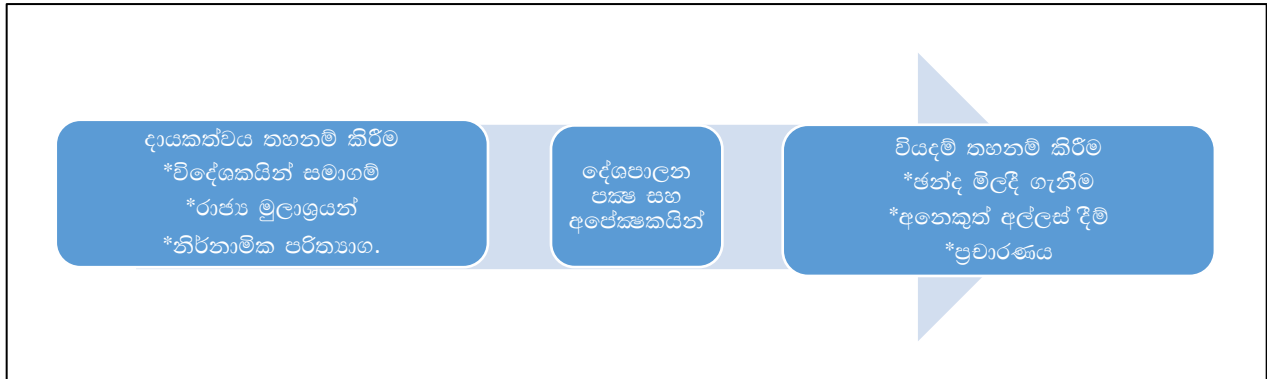 දායකත්වය තහනම් කිරීම
*විදේශකයින් සමාගම්
*රාජ්‍ය මුලාශ්‍රයන්
*නිර්නාමික පරිත්‍යාග.
දේශපාලන
පක්‍ෂ සහ
අපේක්‍ෂකයින්
වියදම් තහනම් කිරීම
*ඡන්ද මිලදී ගැනීම
*අනෙකුත් අල්ලස් දීම්
*ප්‍රචාරණය